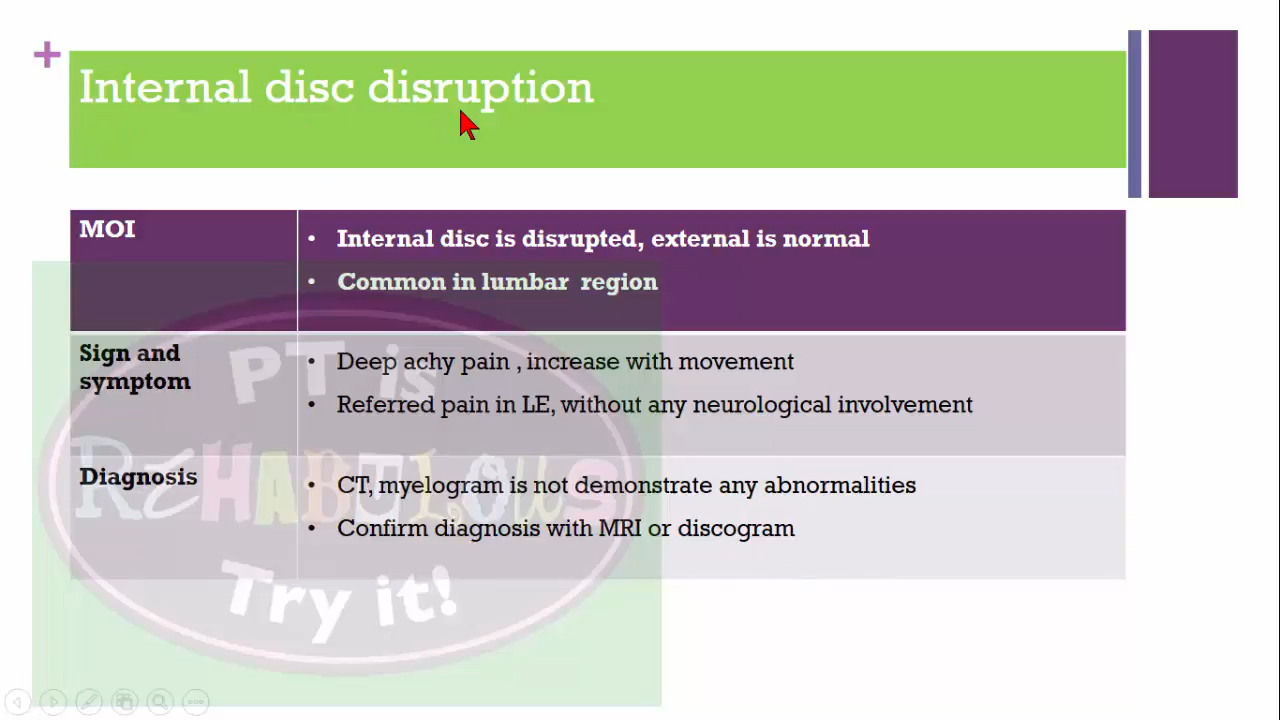 +
Internal disc disruption
MOI
• Internal disc is disrupted, external is normal
• Common in lumbar  region
Sign and
symptom
• Deep achy pain , increase with movement
• Referred pain in LE, without any neurological involvement
Diagnosis
• CT, myelogram is not demonstrate any abnormalities
• Confirm diagnosis with MRI or discogram
PT is
REHABULOUS
Try it!